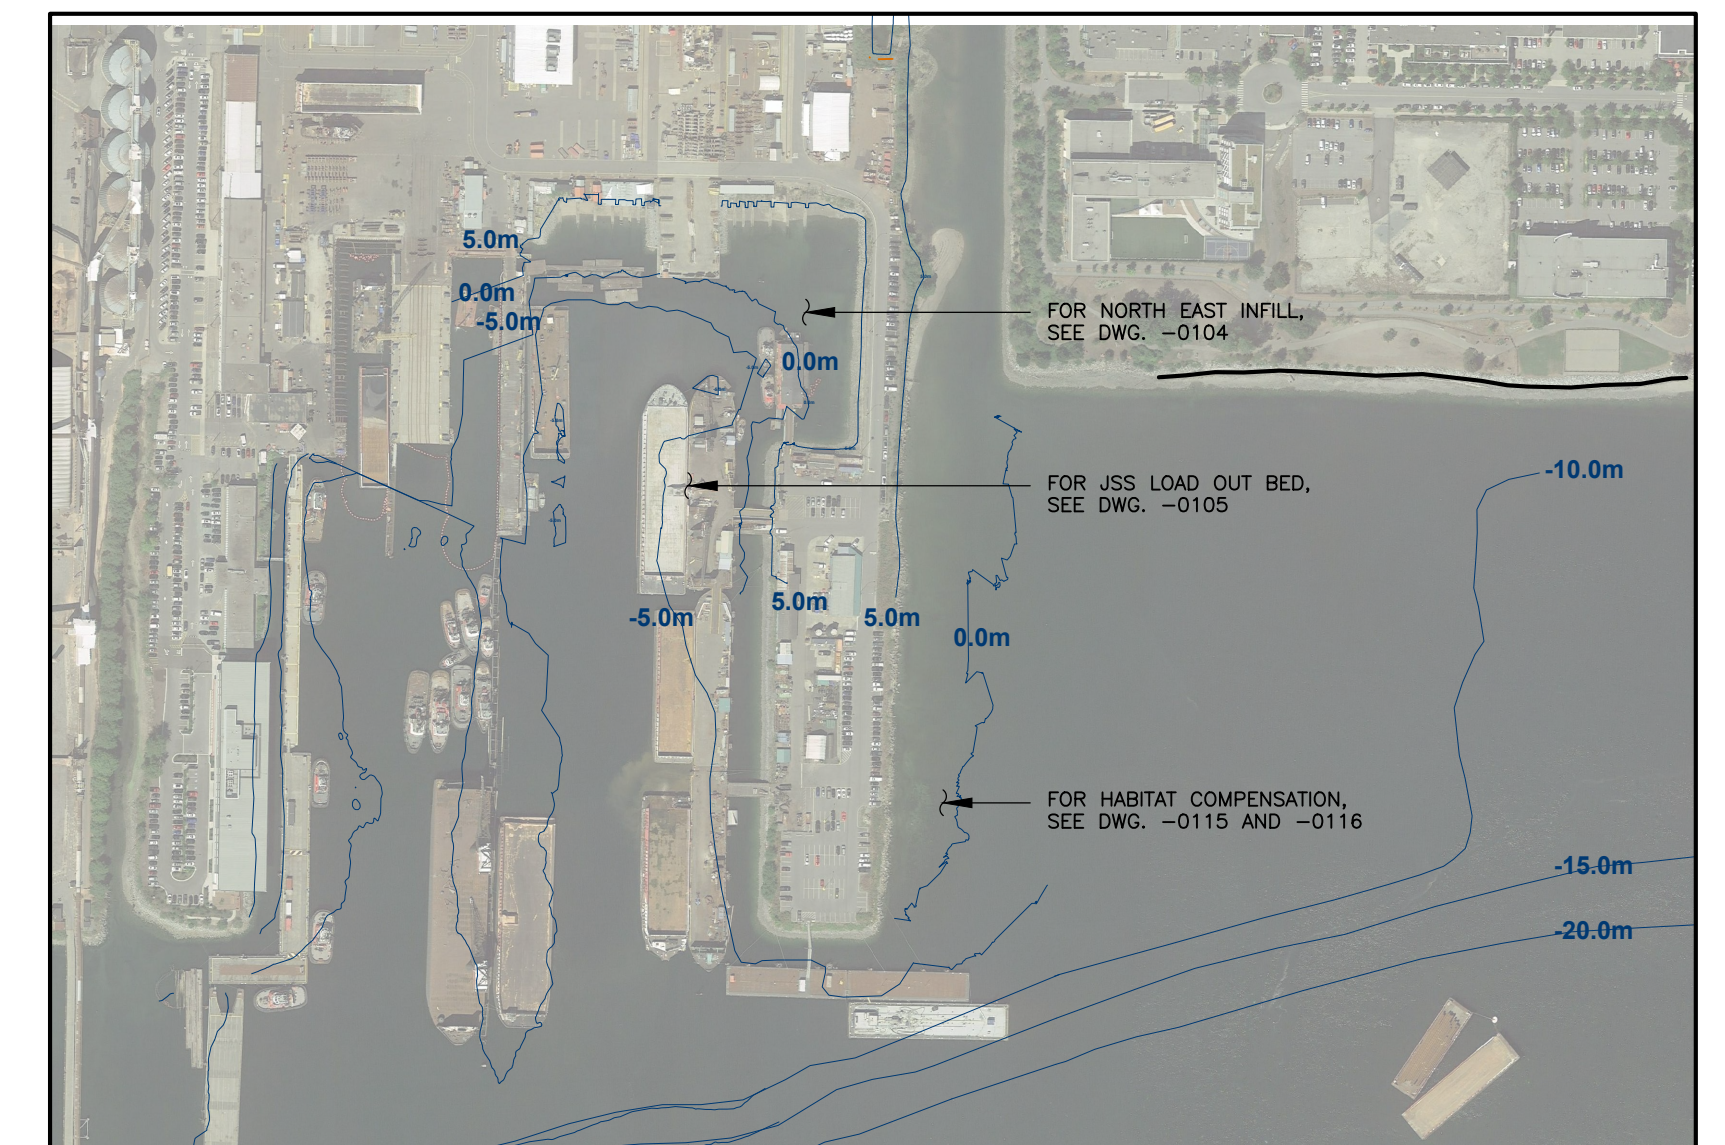 5.0m
0.0m
-5.0m
FOR NORTH EAST INFILL,
SEE DWG. -0104
0.0m
-10.0m
FOR JSS LOAD OUT BED,
SEE DWG. -0105
-5.0m
5.0m
5.0m
0.0m
FOR HABITAT COMPENSATION,
SEE DWG. -0115 AND -0116
-15.0m
-20.0m